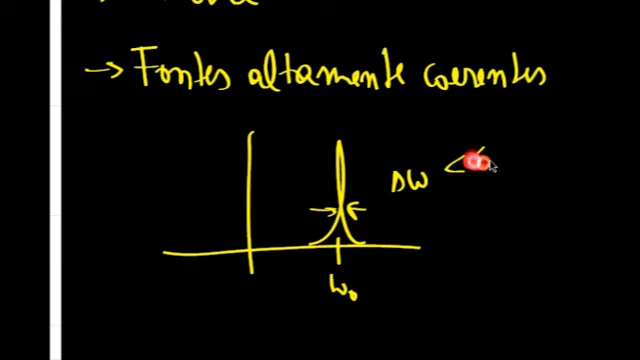 → Fontes altamente coerentes
Δω <
ω₀